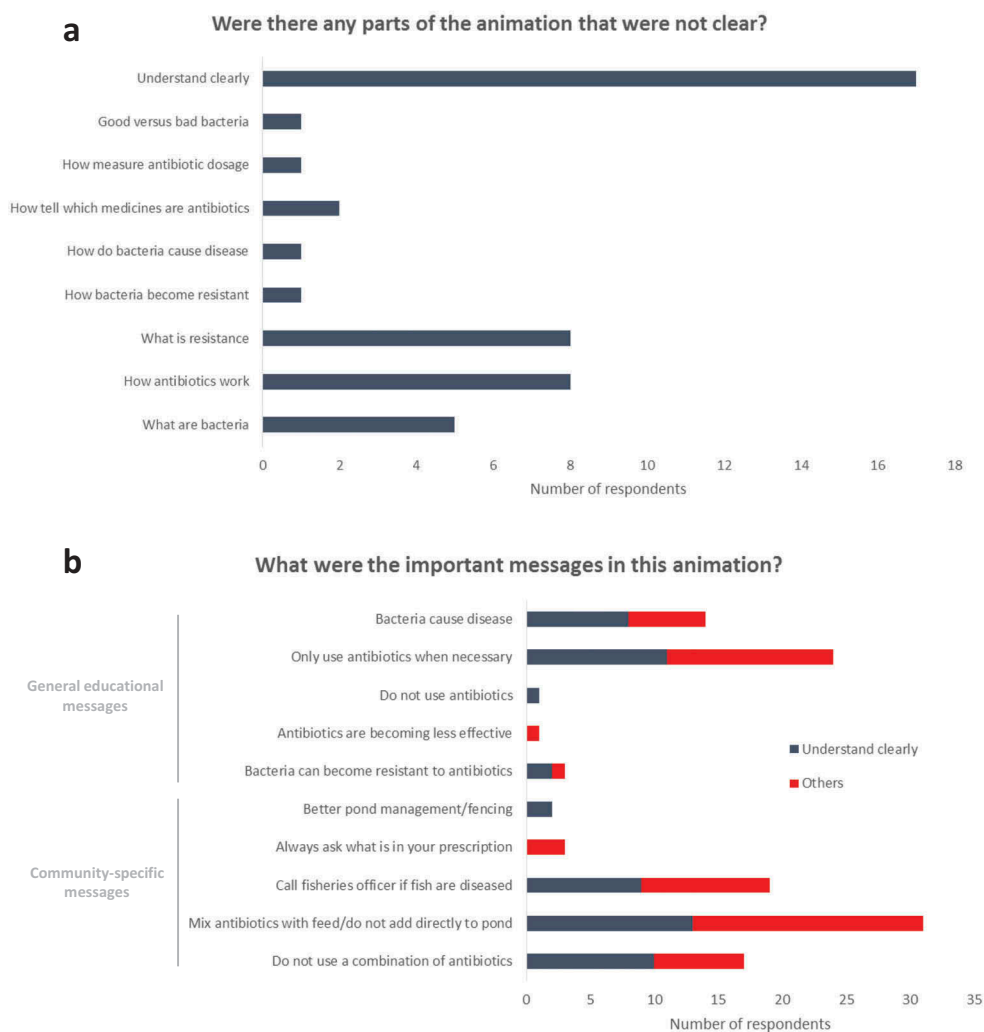 a
Were there any parts of the animation that were not clear?
Understand clearly
Good versus bad bacteria
How measure antibiotic dosage
How tell which medicines are antibiotics
How do bacteria cause disease
How bacteria become resistant
What is resistance
How antibiotics work
What are bacteria
0 2 4 6 8 10 12 14 16 18
Number of respondents
b
What were the important messages in this animation?
General educational
messages
Bacteria cause disease
Only use antibiotics when necessary
Do not use antibiotics
Antibiotics are becoming less effective
Bacteria can become resistant to antibiotics
Community-specific
messages
Better pond management/fencing
Always ask what is in your prescription
Call fisheries officer if fish are diseased
Mix antibiotics with feed/do not add directly to pond
Do not use a combination of antibiotics
Understand clearly
Others
0 5 10 15 20 25 30 35
Number of respondents